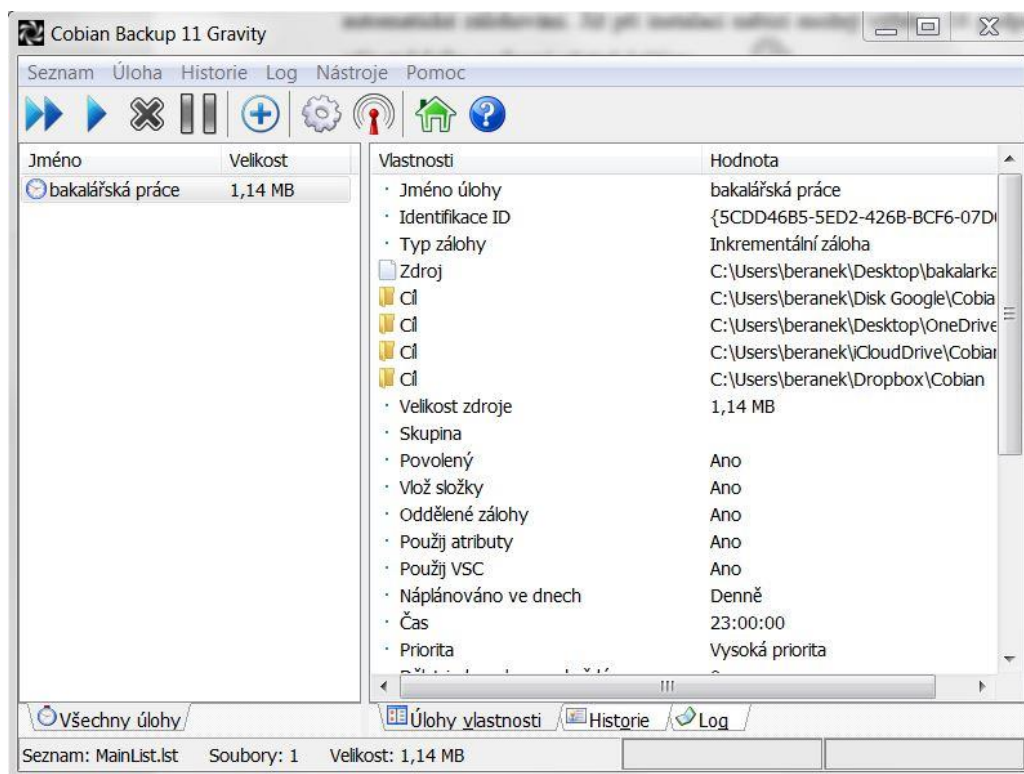 Cobian Backup 11 Gravity
Seznam Úloha Historie Log Nástroje Pomoc
Jméno Velikost
bakalářská práce 1,14 MB
Vlastnosti Hodnota
Jméno úlohy bakalářská práce
Identifikace ID {5CDD46B5-5ED2-426B-BCF6-07D
Typ zálohy Inkrementální záloha
Zdroj C:\Users\beranek\Desktop\bakalarka
Cíl C:\Users\beranek\Disk Google\Cobia
Cíl C:\Users\beranek\Desktop\OneDrive
Cíl C:\Users\beranek\iCloudDrive\Cobian
Cíl C:\Users\beranek\Dropbox\Cobian
Velikost zdroje 1,14 MB
Skupina
Povolený Ano
Vlož složky Ano
Oddělené zálohy Ano
Použij atributy Ano
Použij VSC Ano
Náplánováno ve dnech Denně
Čas 23:00:00
Priorita Vysoká priorita
Všechny úlohy
Úlohy vlastnosti Historie Log
Seznam: MainList.lst Soubory: 1 Velikost: 1,14 MB